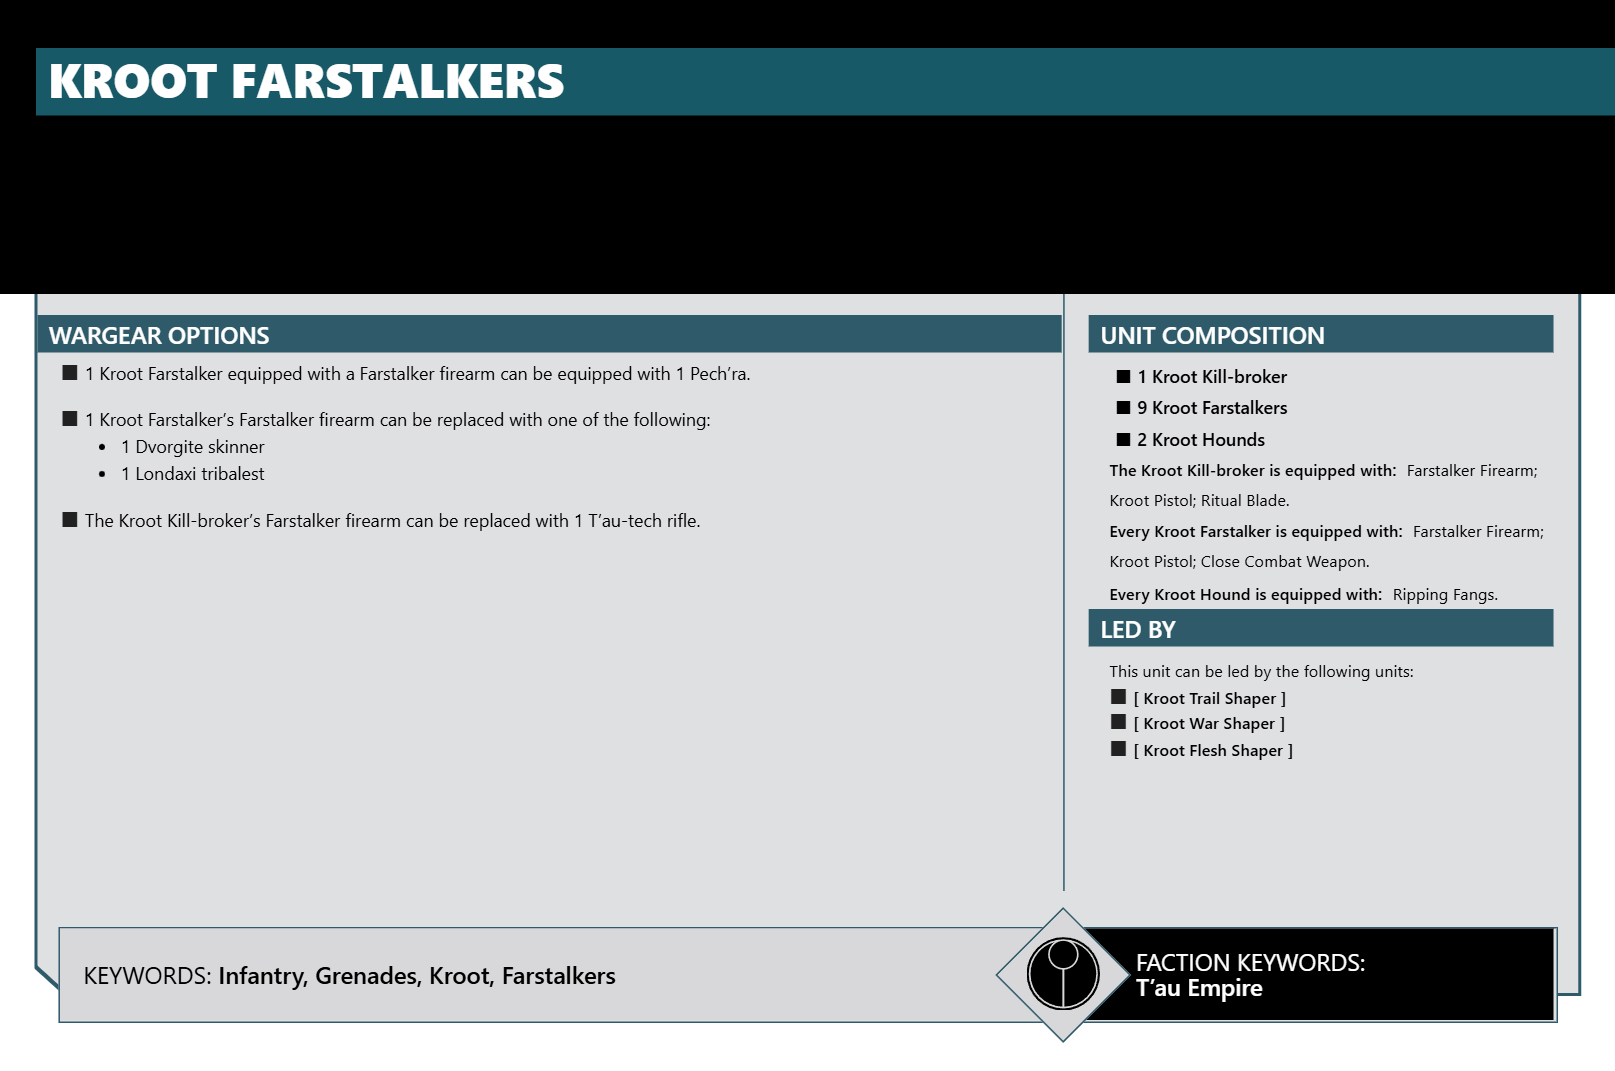 KROOT FARSTALKERS
WARGEAR OPTIONS
■ 1 Kroot Farstalker equipped with a Farstalker firearm can be equipped with 1 Pech’ra.
■ 1 Kroot Farstalker’s Farstalker firearm can be replaced with one of the following:
• 1 Dvorgite skinner
• 1 Londaxi tribalest
■ The Kroot Kill-broker’s Farstalker firearm can be replaced with 1 T’au-tech rifle.
UNIT COMPOSITION
■ 1 Kroot Kill-broker
■ 9 Kroot Farstalkers
■ 2 Kroot Hounds
The Kroot Kill-broker is equipped with: Farstalker Firearm;
Kroot Pistol; Ritual Blade.
Every Kroot Farstalker is equipped with: Farstalker Firearm;
Kroot Pistol; Close Combat Weapon.
Every Kroot Hound is equipped with: Ripping Fangs.
LED BY
This unit can be led by the following units:
■ [ Kroot Trail Shaper ]
■ [ Kroot War Shaper ]
■ [ Kroot Flesh Shaper ]
KEYWORDS: Infantry, Grenades, Kroot, Farstalkers
FACTION KEYWORDS:
T’au Empire